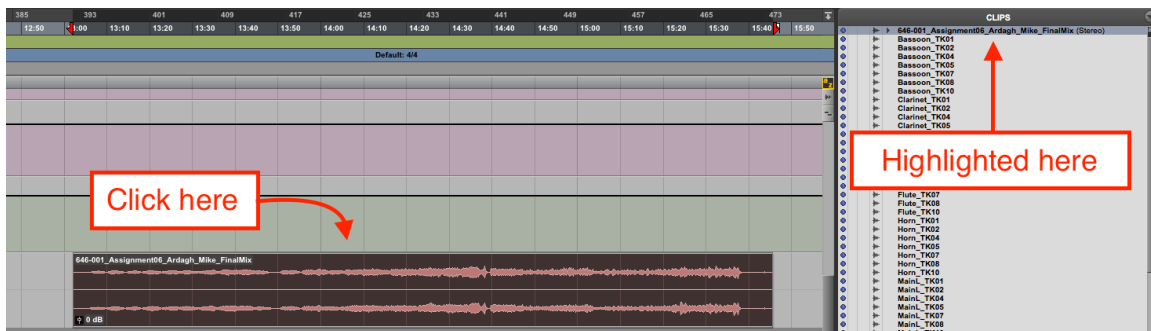 385 393 401 409 417 425 433 441 449 457 465 473
12:50 :00 13:10 13:20 13:30 13:40 13:50 14:00 14:10 14:20 14:30 14:40 14:50 15:00 15:10 15:20 15:30 15:40 15:50
Default: 4/4
Click here
646-001_Assignment06_Ardagh_Mike_FinalMix
0 dB
CLIPS
646-001_Assignment06_Ardagh_Mike_FinalMix (Stereo)
Bassoon_TK01
Bassoon_TK02
Bassoon_TK04
Bassoon_TK05
Bassoon_TK07
Bassoon_TK08
Bassoon_TK10
Clarinet_TK01
Clarinet_TK02
Clarinet_TK04
Clarinet_TK05
Highlighted here
Flute_TK07
Flute_TK08
Flute_TK10
Horn_TK01
Horn_TK02
Horn_TK04
Horn_TK05
Horn_TK07
Horn_TK08
Horn_TK10
MainL_TK01
MainL_TK02
MainL_TK04
MainL_TK05
MainL_TK07
MainL_TK08